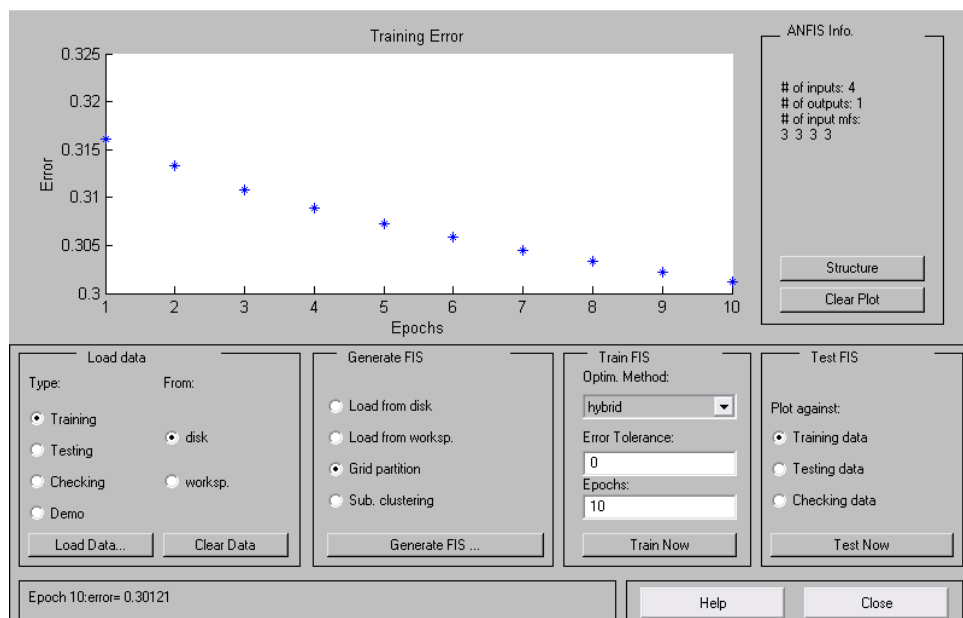 Training Error
0.325
0.32
0.315
0.31
0.305
0.3
Error
1 2 3 4 5 6 7 8 9 10
Epochs
ANFIS Info.
# of inputs: 4
# of outputs: 1
# of input mfs:
3 3 3 3
Structure
Clear Plot
Load data
Type:
From:
Training
Testing
Checking
Demo
disk
worksp.
Load Data...
Clear Data
Generate FIS
Load from disk
Load from worksp.
Grid partition
Sub. clustering
Generate FIS ...
Train FIS
Optim. Method:
hybrid
Error Tolerance:
0
Epochs:
10
Train Now
Test FIS
Plot against:
Training data
Testing data
Checking data
Test Now
Epoch 10:error= 0.30121
Help
Close